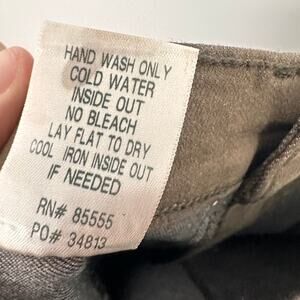 HAND WASH ONLY
COLD WATER
INSIDE OUT
NO BLEACH
LAY FLAT TO DRY
COOL IRON INSIDE OUT
IF NEEDED
RN# 85555
PO# 34813